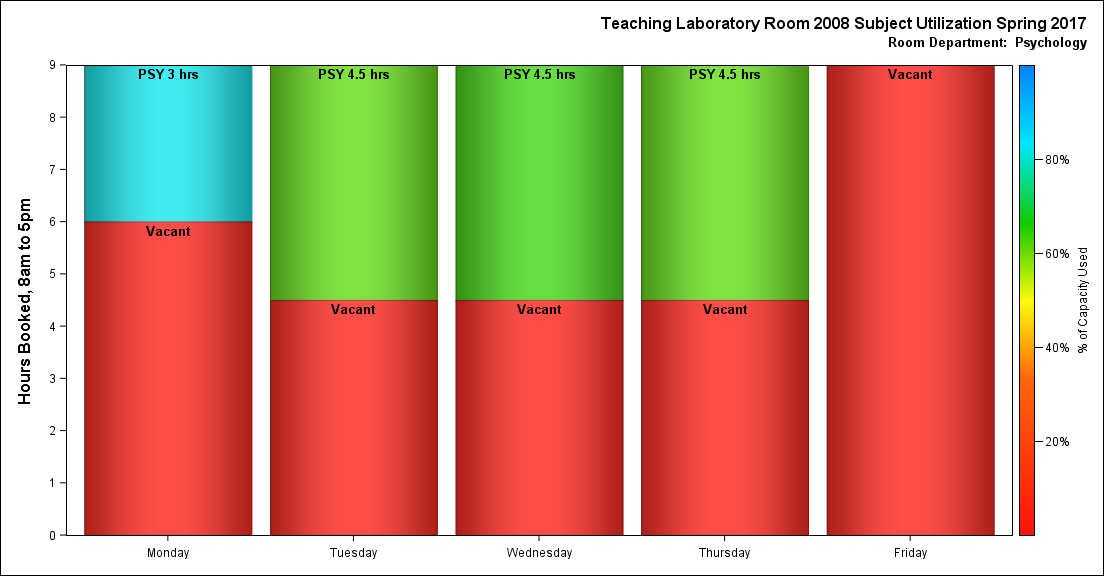 Teaching Laboratory Room 2008 Subject Utilization Spring 2017
Room Department:  Psychology
Hours Booked, 8am to 5pm
9
8
7
6
5
4
3
2
1
0
PSY 3 hrs
Vacant
PSY 4.5 hrs
Vacant
PSY 4.5 hrs
Vacant
PSY 4.5 hrs
Vacant
Vacant
Monday
Tuesday
Wednesday
Thursday
Friday
80%
60%
40%
20%
% of Capacity Used